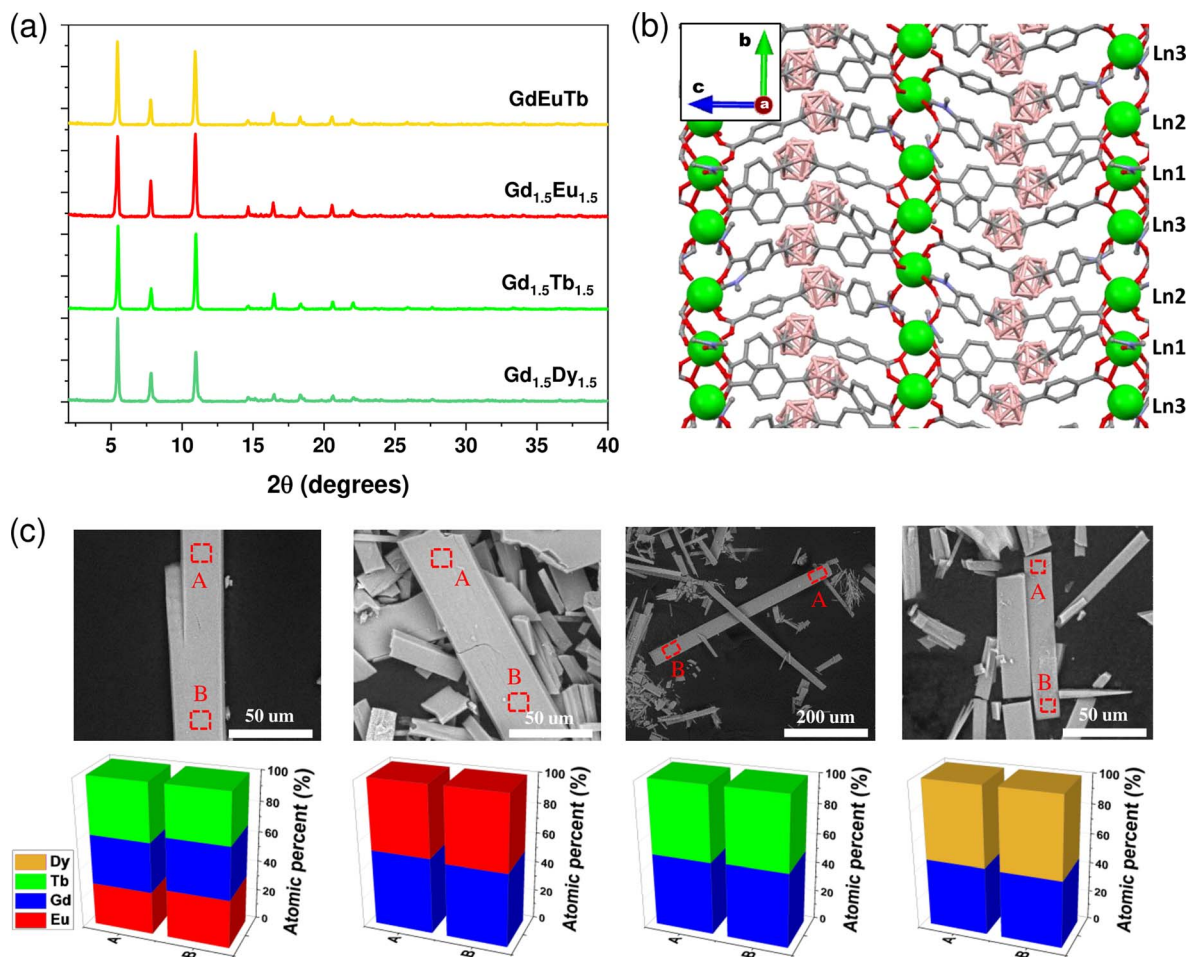 (a)
GdEuTb
Gd1.5Eu1.5
Gd1.5Tb1.5
Gd1.5Dy1.5
5 10 15 20 25 30 35 40
2θ (degrees)
(b)
b
c
a
Ln3
Ln2
Ln1
Ln3
Ln2
Ln1
Ln3
(c)
A
B
50 um
A
B
50 um
A
B
200 um
A
B
50 um
Dy
Tb
Gd
Eu
100
80
60
40
20
0
Atomic percent (%)
A
B
100
80
60
40
20
0
Atomic percent (%)
A
B
100
80
60
40
20
0
Atomic percent (%)
A
B
100
80
60
40
20
0
Atomic percent (%)
A
B